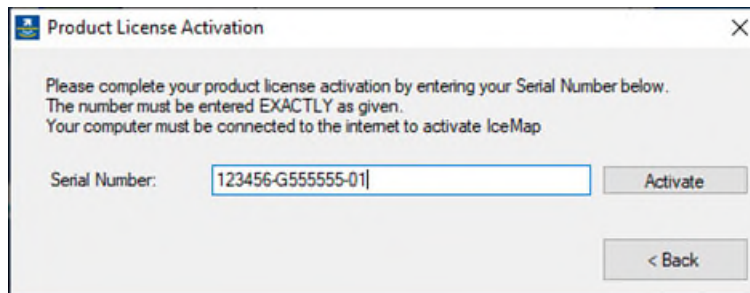 Product License Activation
Please complete your product license activation by entering your Serial Number below.
The number must be entered EXACTLY as given.
Your computer must be connected to the internet to activate IceMap
Serial Number: 123456-G555555-01 Activate
< Back